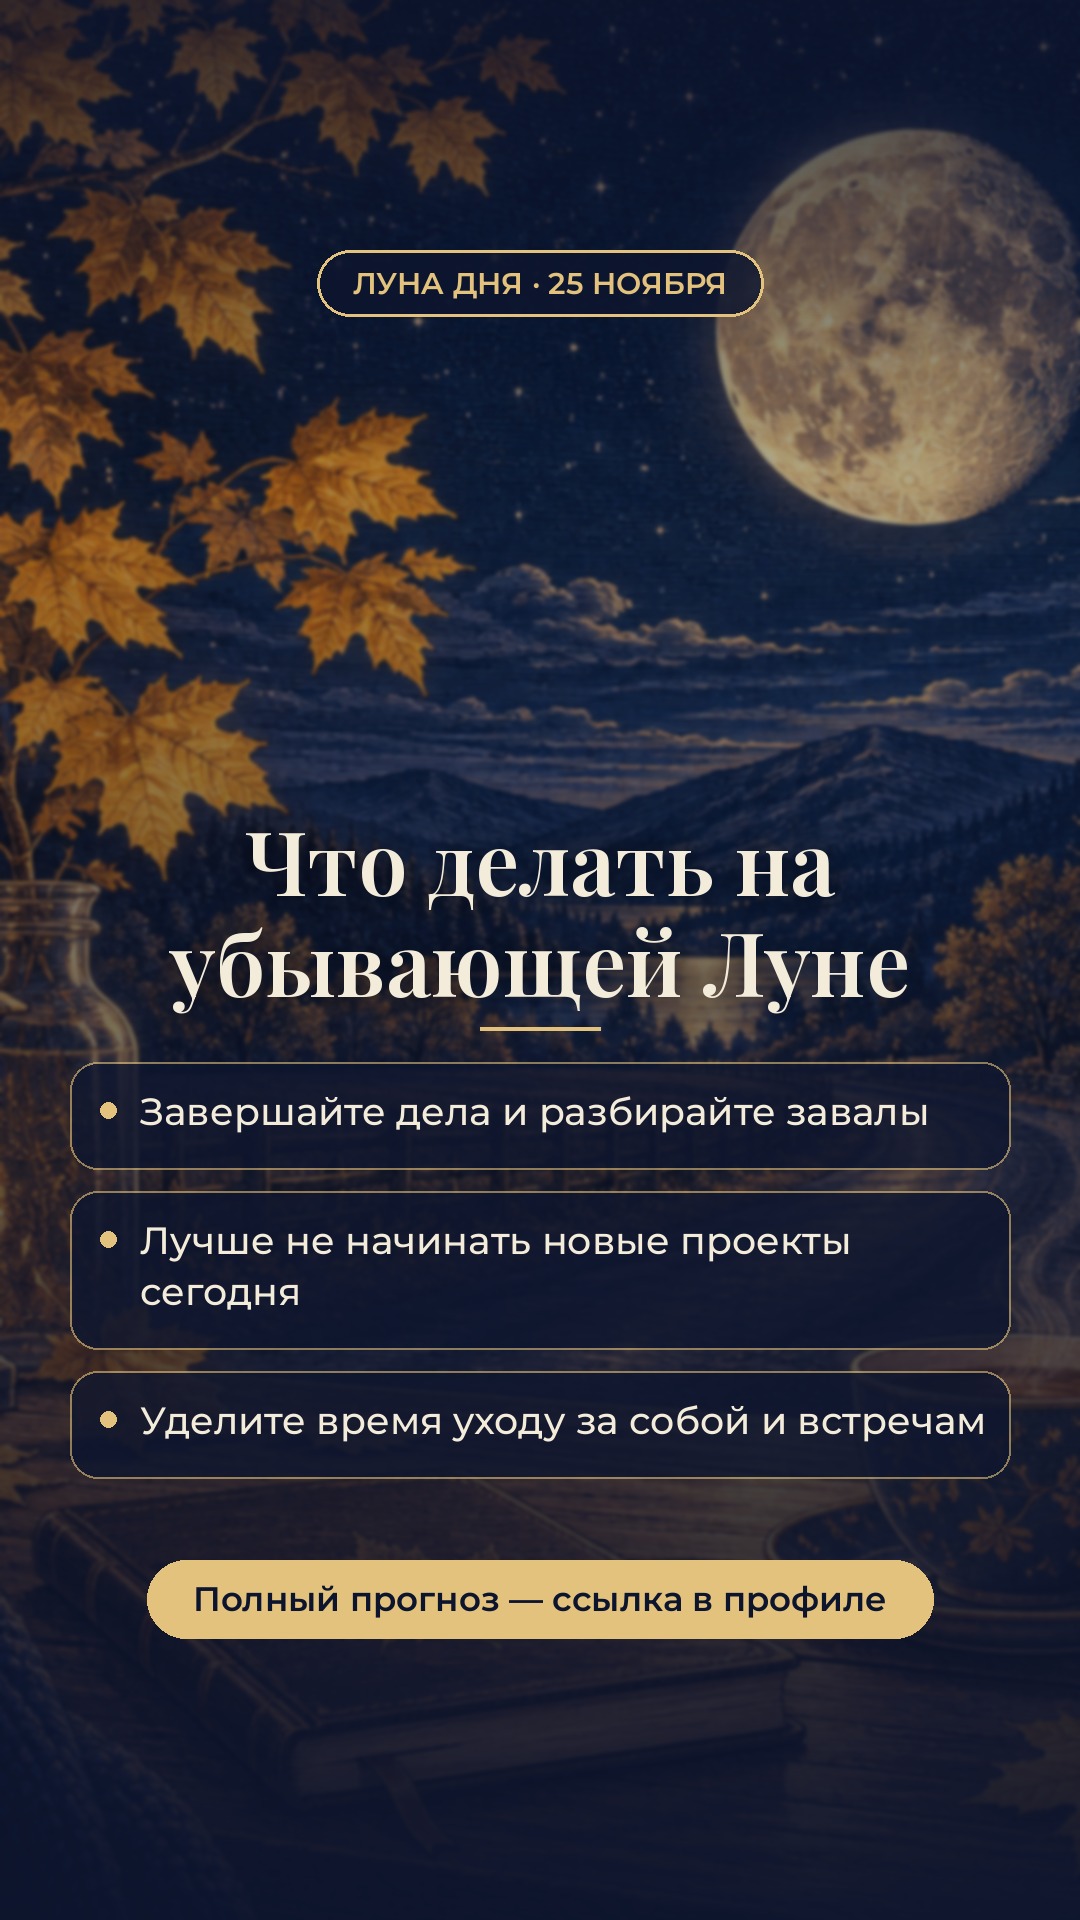 ЛУНА ДНЯ · 25 НОЯБРЯ
Что делать на
убывающей Луне
Завершайте дела и разбирайте завалы
Лучше не начинать новые проекты
сегодня
Уделите время уходу за собой и встречам
Полный прогноз — ссылка в профиле